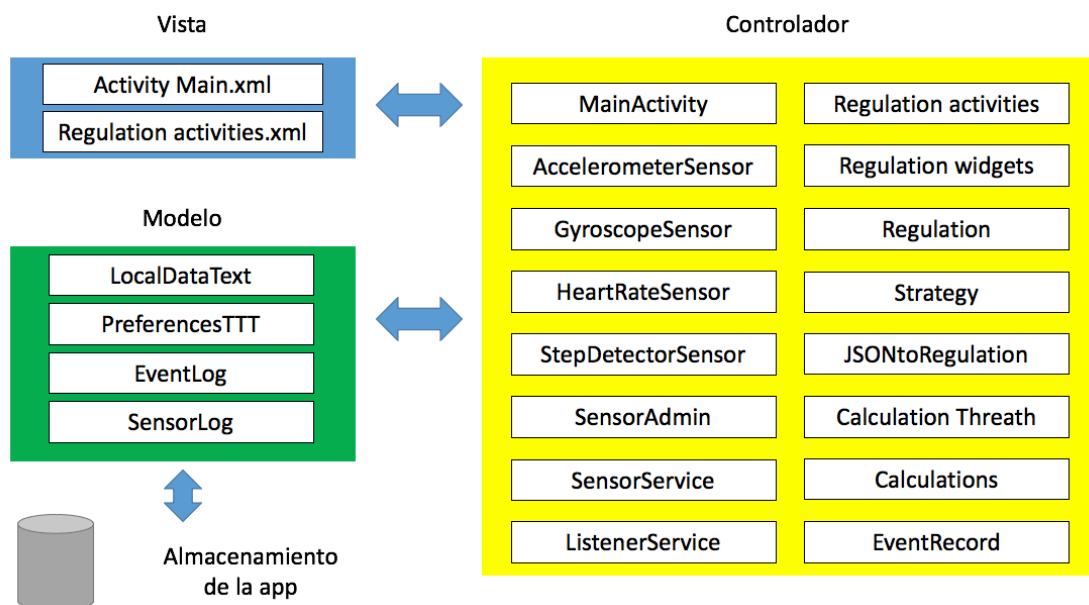 Vista
Activity Main.xml
Regulation activities.xml
Modelo
LocalDataText
PreferencesTTT
EventLog
SensorLog
Almacenamiento
de la app
Controlador
MainActivity
AccelerometerSensor
GyroscopeSensor
HeartRateSensor
StepDetectorSensor
SensorAdmin
SensorService
ListenerService
Regulation activities
Regulation widgets
Regulation
Strategy
JSONtoRegulation
Calculation Threath
Calculations
EventRecord